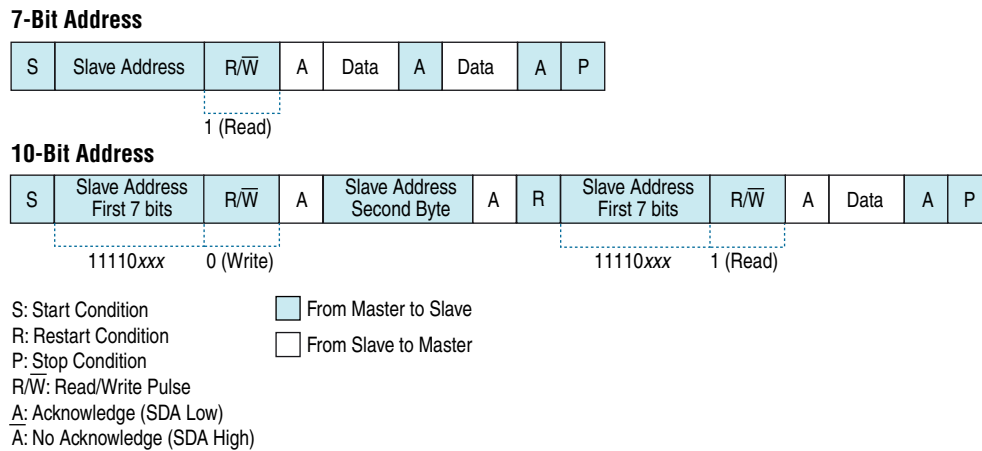 7-Bit Address
S Slave Address R/W̅ A Data A Data A P
1 (Read)
10-Bit Address
S Slave Address First 7 bits R/W̅ A Slave Address Second Byte A R Slave Address First 7 bits R/W̅ A Data A P
11110xxx 0 (Write) 11110xxx 1 (Read)
S: Start Condition
R: Restart Condition
P: Stop Condition
R/W̅: Read/Write Pulse
A: Acknowledge (SDA Low)
A̅: No Acknowledge (SDA High)
From Master to Slave
From Slave to Master